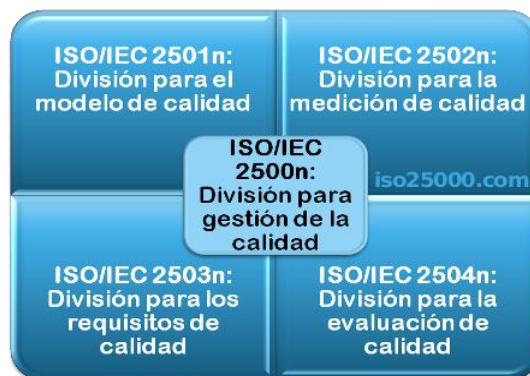 ISO/IEC 2501n:
División para el
modelo de calidad
ISO/IEC 2502n:
División para la
medición de calidad
ISO/IEC
2500n:
División para
gestión de la
calidad
iso25000.com
ISO/IEC 2503n:
División para los
requisitos de
calidad
ISO/IEC 2504n:
División para la
evaluación de
calidad